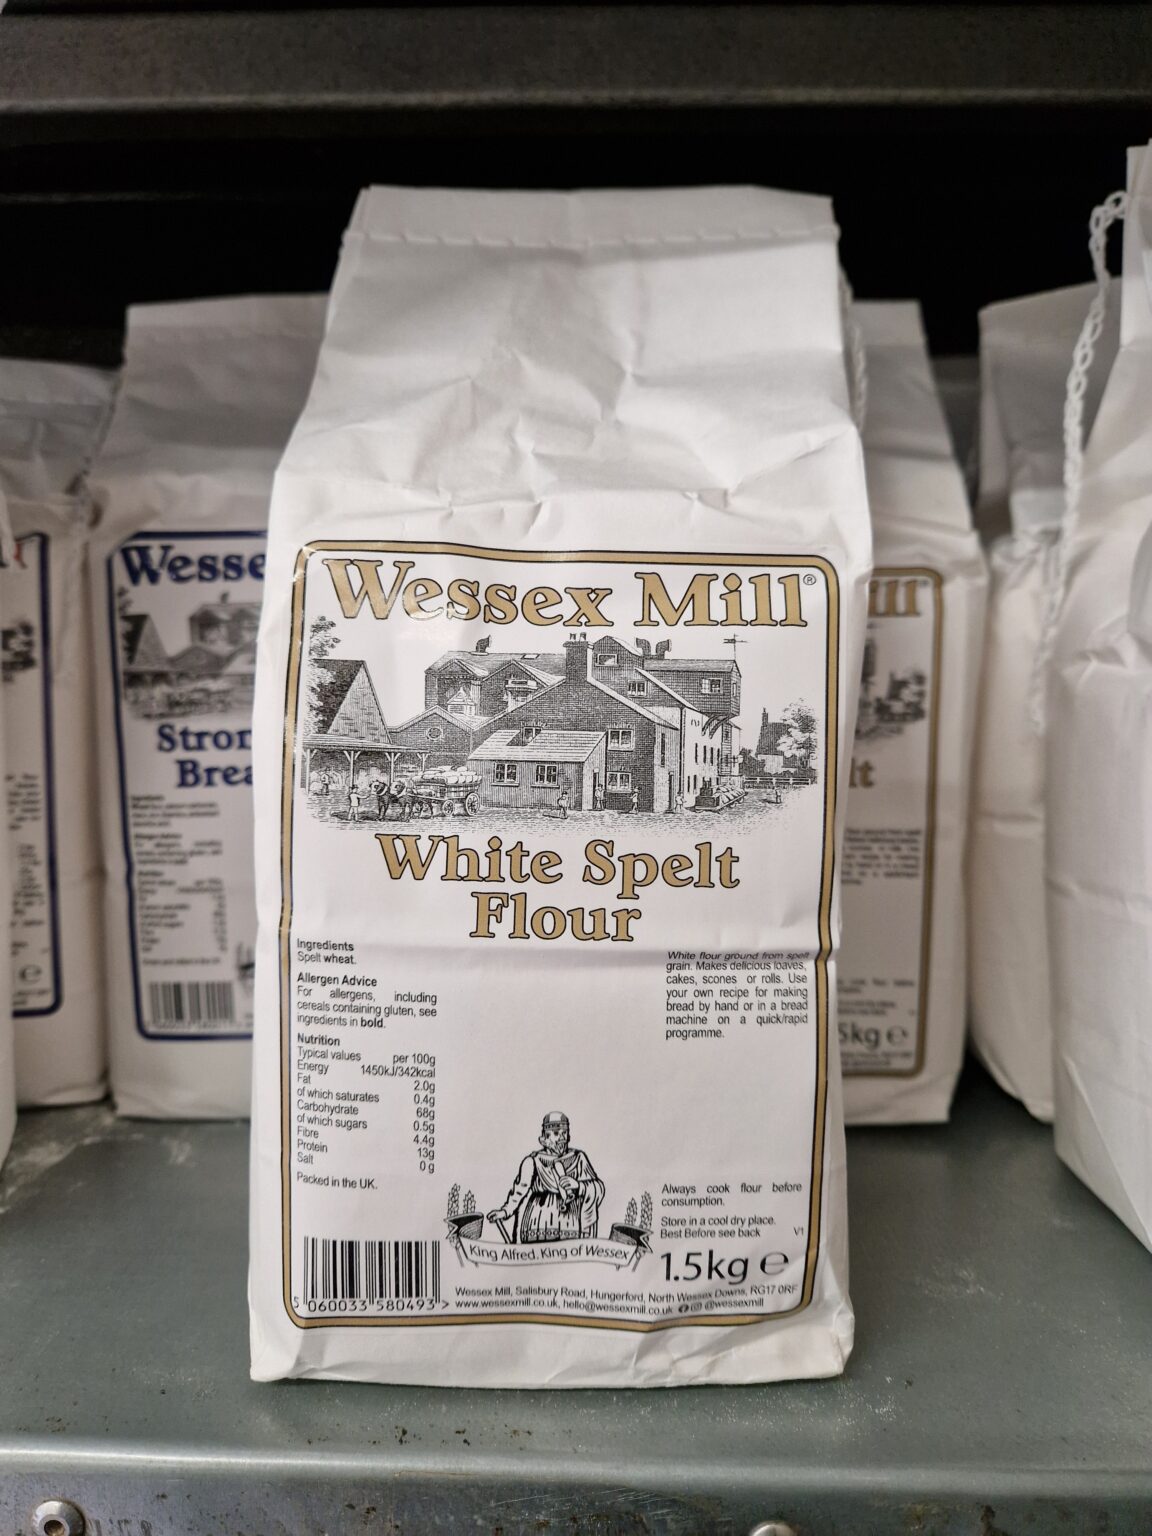 Wessex Mill®
White Spelt
Flour
Ingredients
Spelt wheat.
Allergen Advice
For allergens, including
cereals containing gluten, see
ingredients in bold.
Nutrition
Typical values per 100g
Energy 1450kJ/342kcal
Fat 2.0g
of which saturates 0.4g
Carbohydrate 68g
of which sugars 0.5g
Fibre 4.4g
Protein 13g
Salt 0g
Packed in the UK.
White flour ground from spelt
grain. Makes delicious loaves,
cakes, scones or rolls. Use
your own recipe for making
bread by hand or in a bread
machine on a quick/rapid
programme.
King Alfred, King of Wessex
Always cook flour before
consumption.
Store in a cool dry place.
Best Before see back V1
1.5kg e
5 060033 580493 >
Wessex Mill, Salisbury Road, Hungerford, North Wessex Downs, RG17 0RF
www.wessexmill.co.uk, hello@wessexmill.co.uk @wessexmill
Wesse
Stron
Brea
ill
lt
5kg e